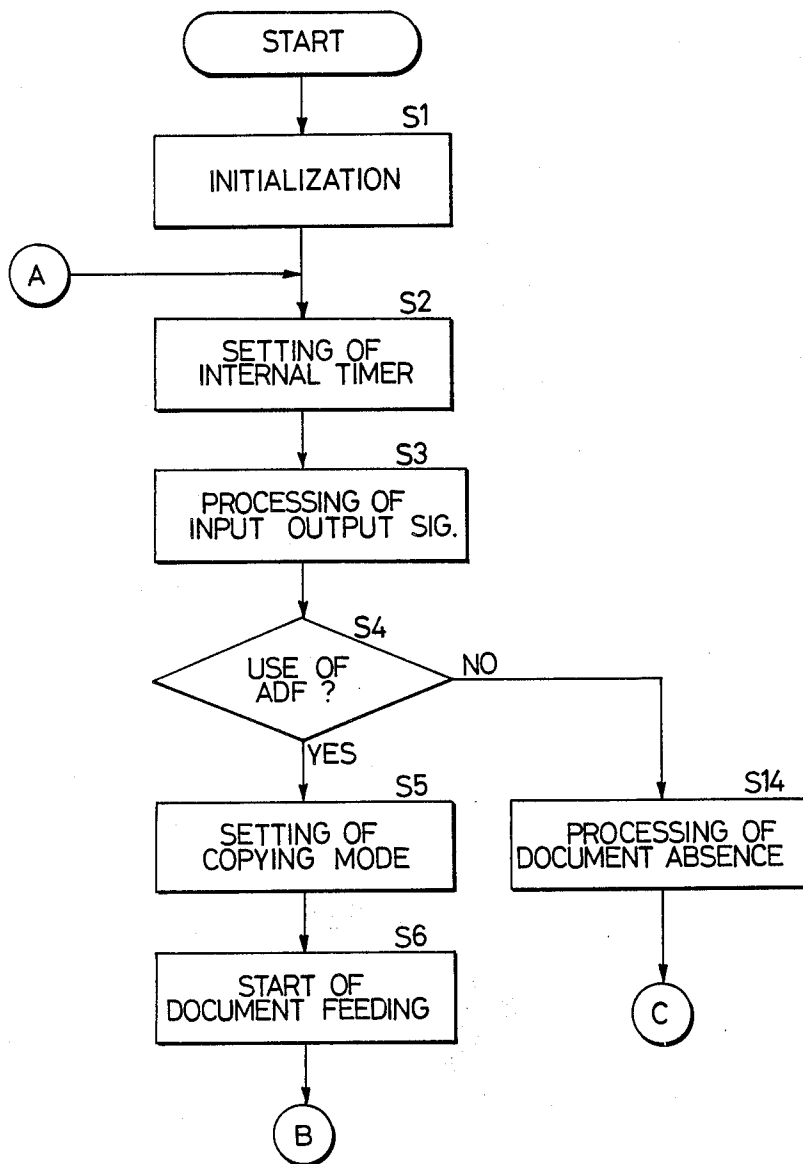 START
S1
INITIALIZATION
A
S2
SETTING OF
INTERNAL TIMER
S3
PROCESSING OF
INPUT OUTPUT SIG.
S4
USE OF
ADF ?
NO
YES
S5
SETTING OF
COPYING MODE
S14
PROCESSING OF
DOCUMENT ABSENCE
S6
START OF
DOCUMENT FEEDING
C
B